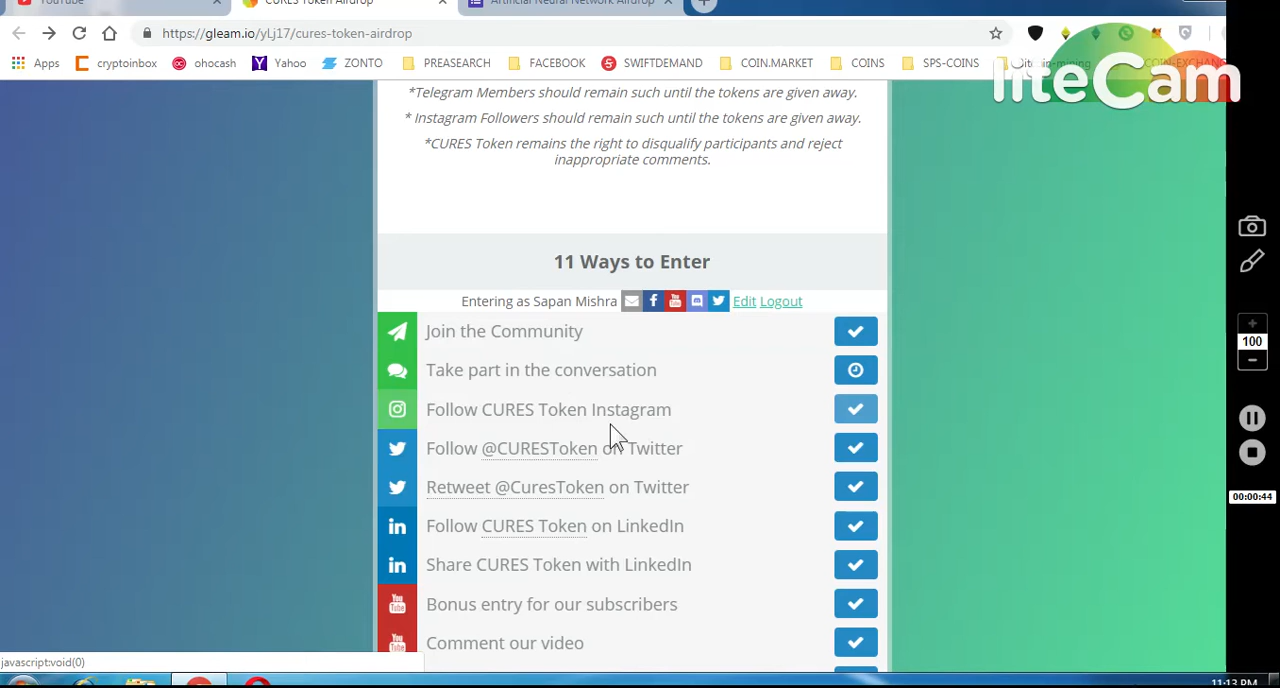 YouTube
CURES Token Airdrop
Artificial Neural Network Airdrop
https://gleam.io/yLj17/cures-token-airdrop
Apps
cryptoinbox
ohocash
Yahoo
ZONTO
PREASEARCH
FACEBOOK
SWIFTDEMAND
COIN.MARKET
COINS
SPS-COINS
COIN-EXCHANG
liteCam
*Telegram Members should remain such until the tokens are given away.
* Instagram Followers should remain such until the tokens are given away.
*CURES Token remains the right to disqualify participants and reject
inappropriate comments.
11 Ways to Enter
Entering as Sapan Mishra
Edit Logout
Join the Community
Take part in the conversation
Follow CURES Token Instagram
Follow @CURESToken on Twitter
Retweet @CuresToken on Twitter
Follow CURES Token on LinkedIn
Share CURES Token with LinkedIn
Bonus entry for our subscribers
Comment our video
100
00:00:44
javascript:void(0)
11:13 PM